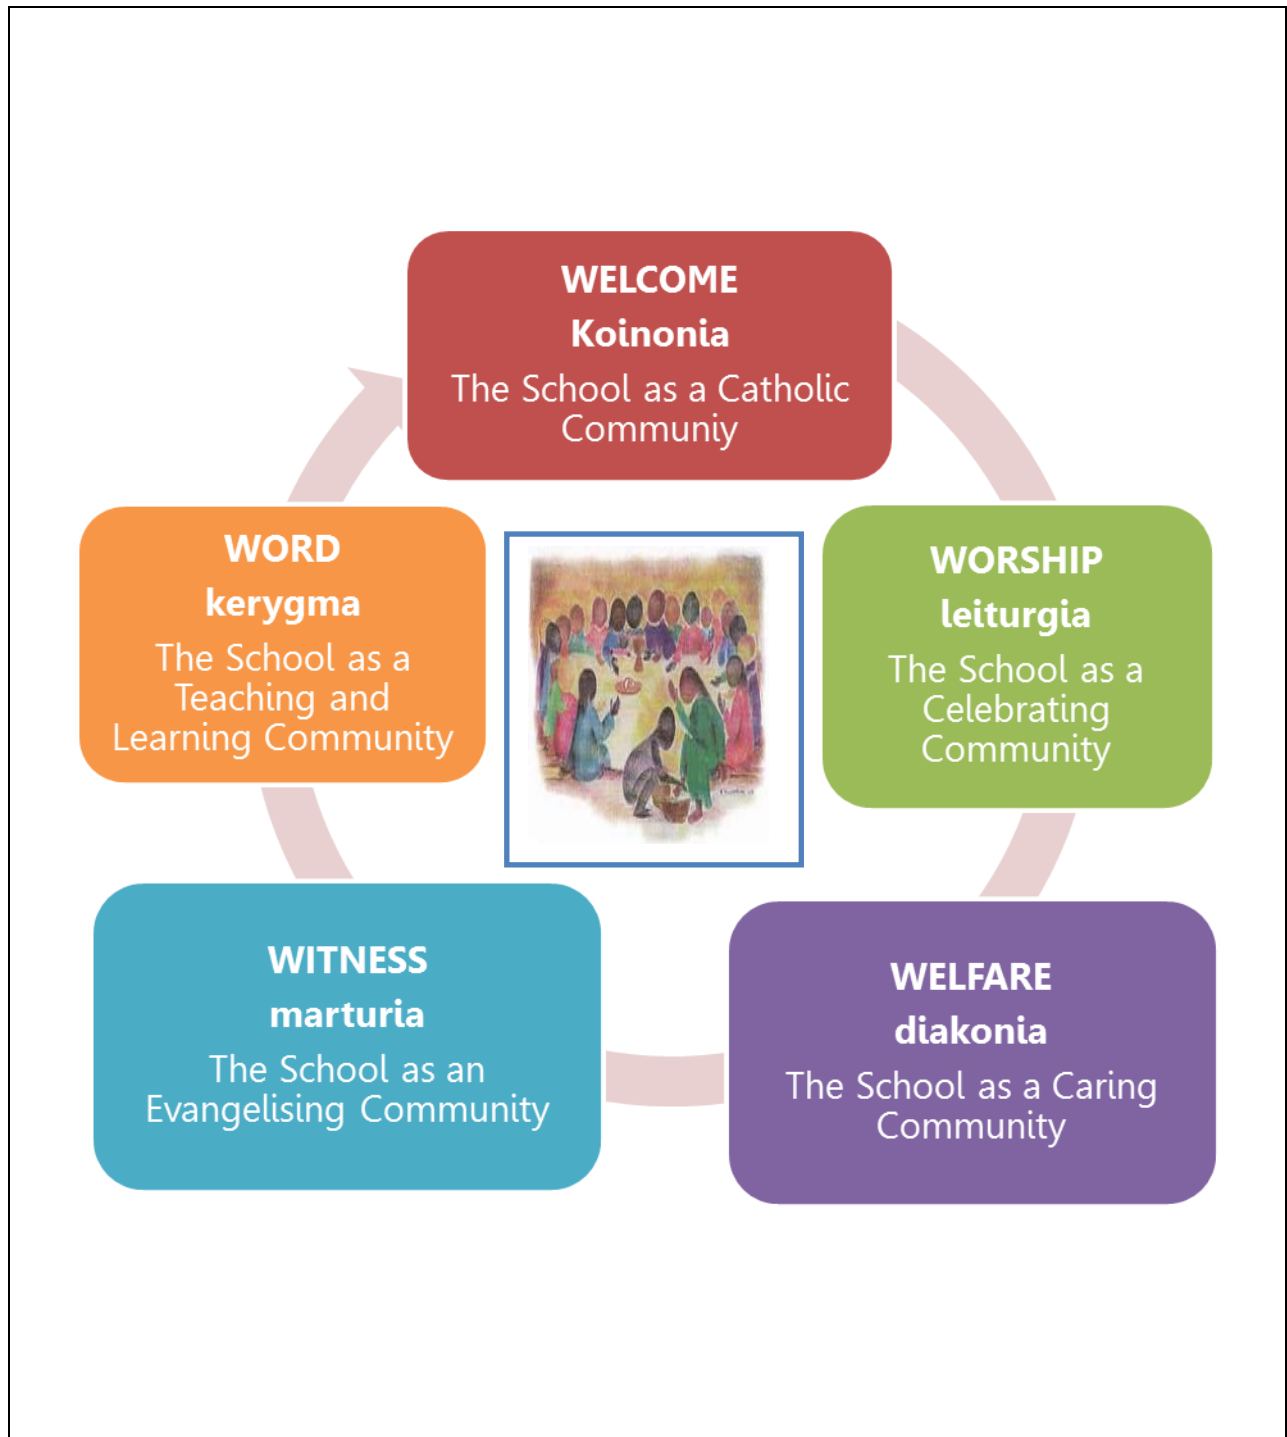 WELCOME
Koinonia
The School as a Catholic
Communiy
WORSHIP
leiturgia
The School as a
Celebrating
Community
WELFARE
diakonia
The School as a Caring
Community
WITNESS
marturia
The School as an
Evangelising Community
WORD
kerygma
The School as a
Teaching and
Learning Community